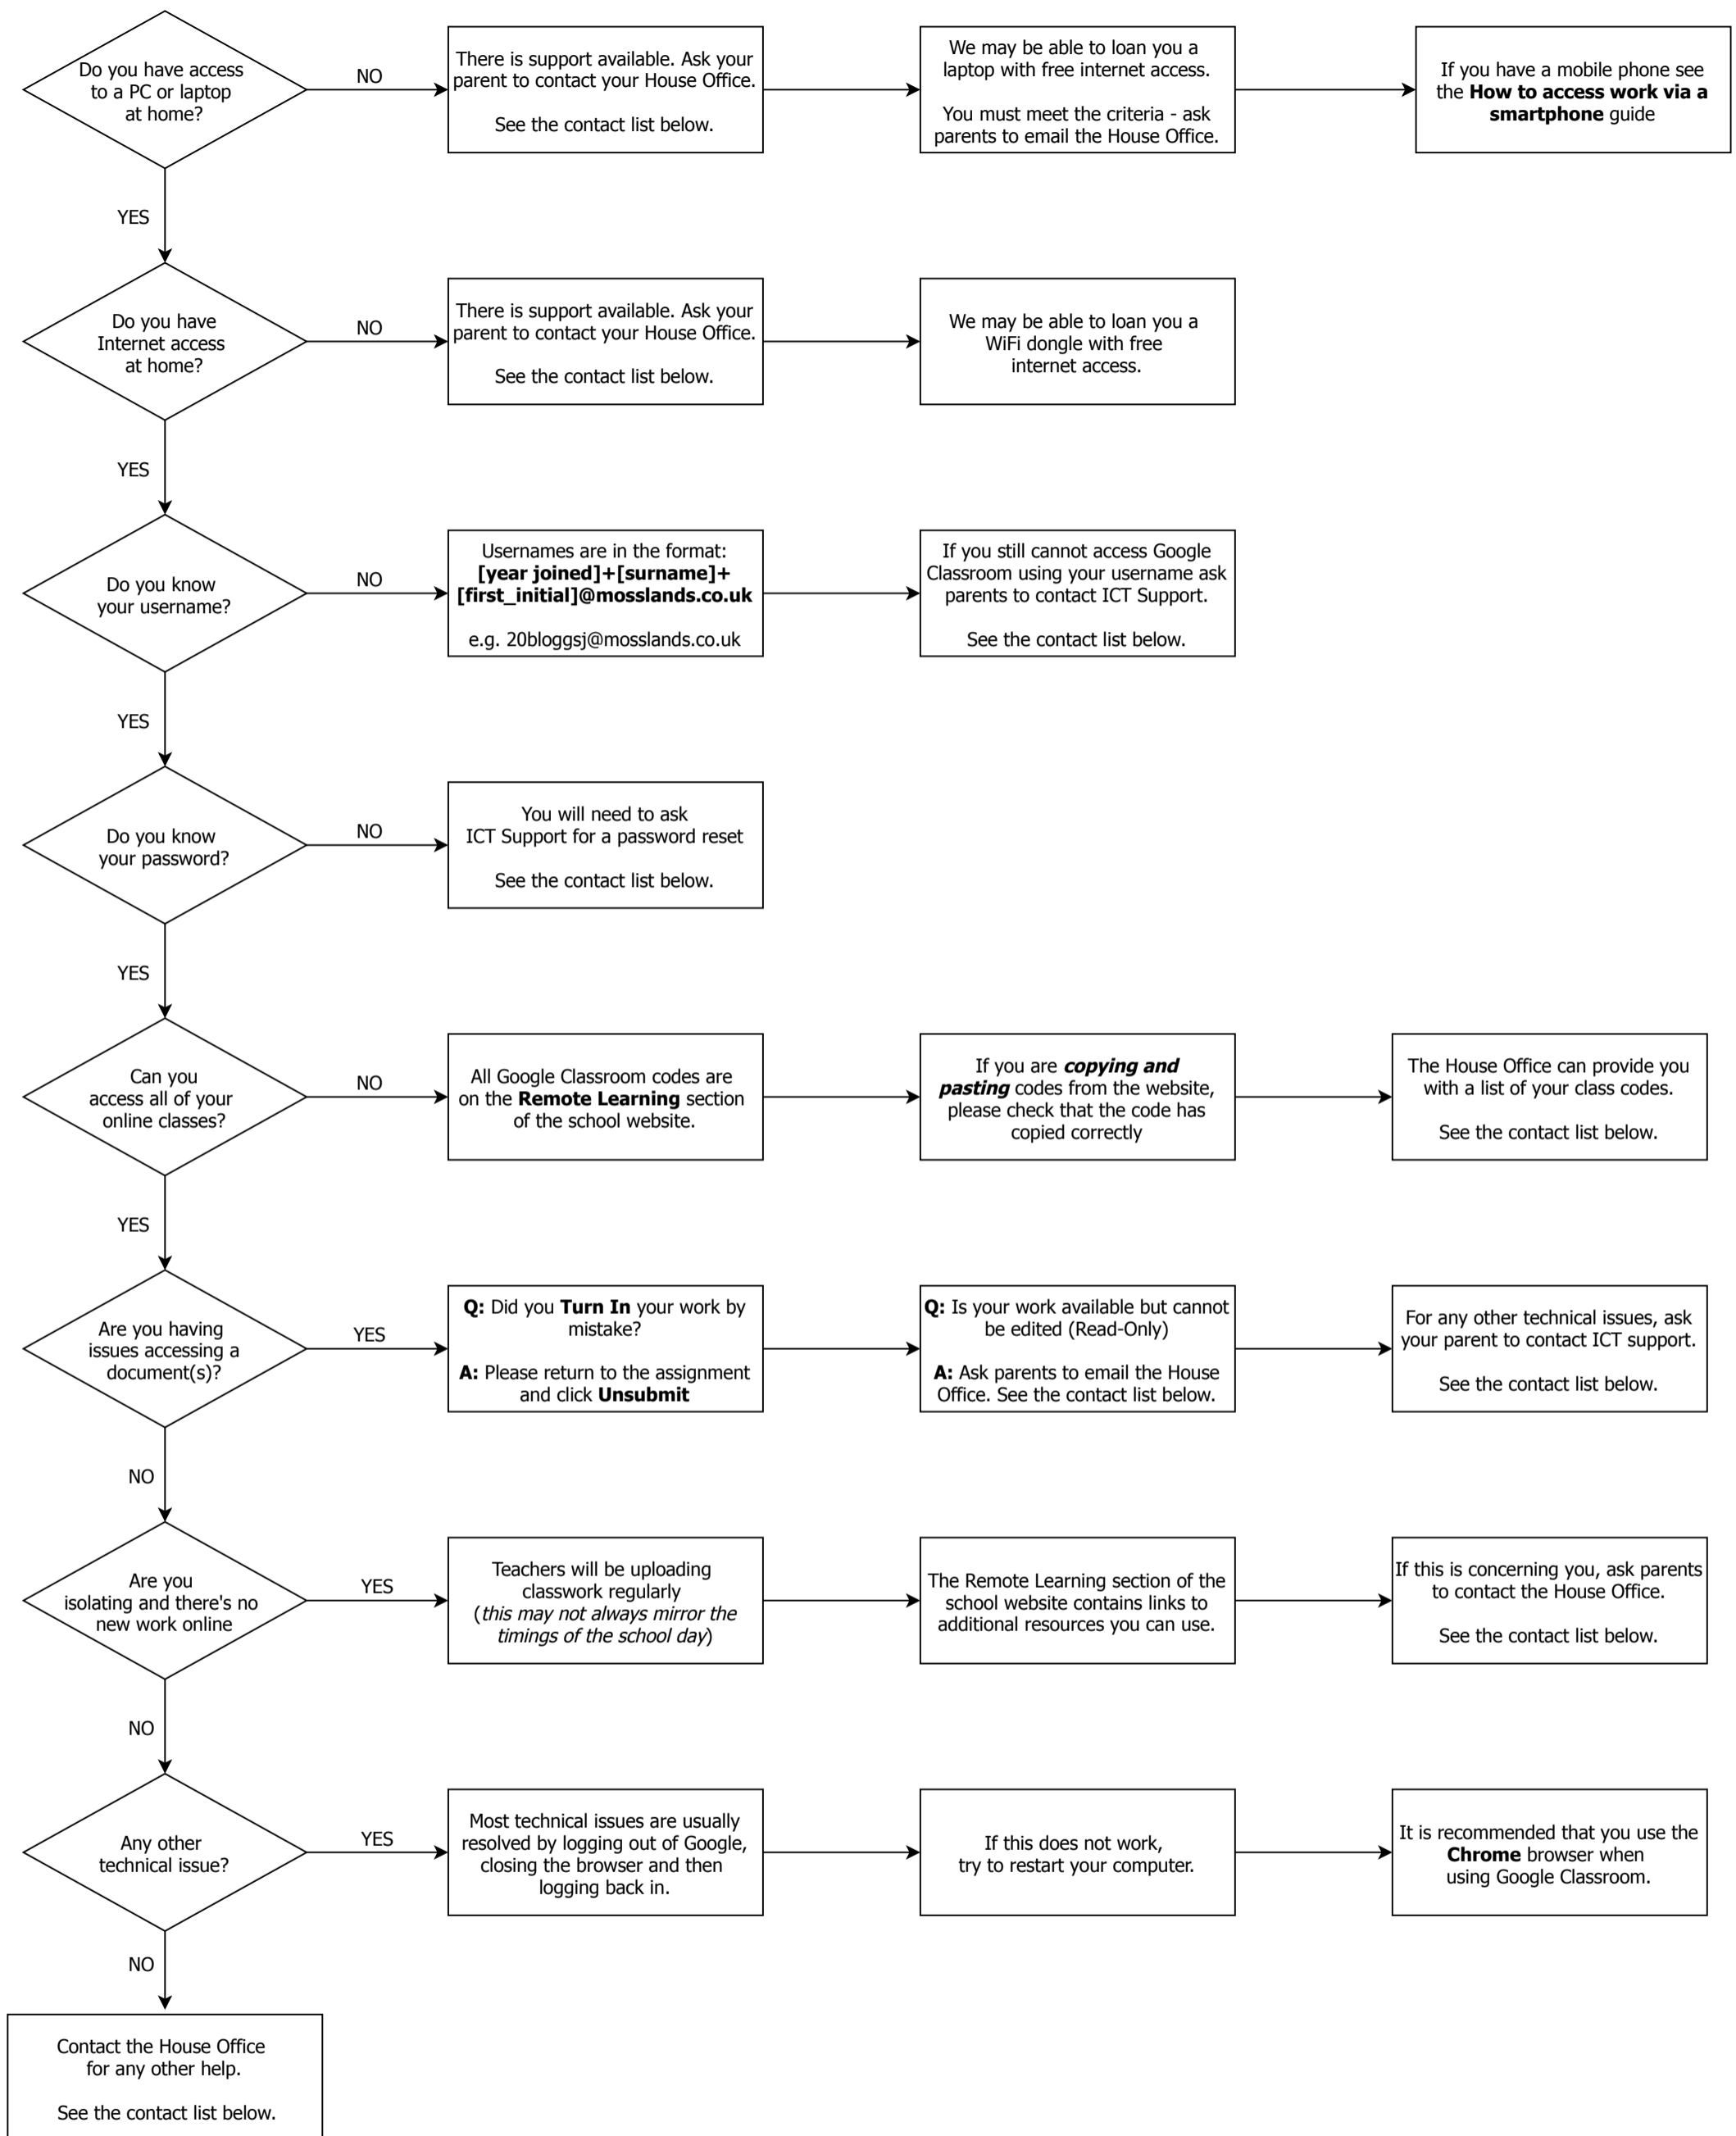 Do you have access
to a PC or laptop
at home?
NO
There is support available. Ask your
parent to contact your House Office.
See the contact list below.
We may be able to loan you a
laptop with free internet access.
You must meet the criteria - ask
parents to email the House Office.
If you have a mobile phone see
the How to access work via a
smartphone guide
YES
Do you have
Internet access
at home?
NO
There is support available. Ask your
parent to contact your House Office.
See the contact list below.
We may be able to loan you a
WiFi dongle with free
internet access.
YES
Do you know
your username?
NO
Usernames are in the format:
[year joined]+[surname]+
[first_initial]@mosslands.co.uk
e.g. 20bloggsj@mosslands.co.uk
If you still cannot access Google
Classroom using your username ask
parents to contact ICT Support.
See the contact list below.
YES
Do you know
your password?
NO
You will need to ask
ICT Support for a password reset
See the contact list below.
YES
Can you
access all of your
online classes?
NO
All Google Classroom codes are
on the Remote Learning section
of the school website.
If you are copying and
pasting codes from the website,
please check that the code has
copied correctly
The House Office can provide you
with a list of your class codes.
See the contact list below.
YES
Are you having
issues accessing a
document(s)?
YES
Q: Did you Turn In your work by
mistake?
A: Please return to the assignment
and click Unsubmit
Q: Is your work available but cannot
be edited (Read-Only)
A: Ask parents to email the House
Office. See the contact list below.
For any other technical issues, ask
your parent to contact ICT support.
See the contact list below.
NO
Are you
isolating and there's no
new work online
YES
Teachers will be uploading
classwork regularly
(this may not always mirror the
timings of the school day)
The Remote Learning section of the
school website contains links to
additional resources you can use.
If this is concerning you, ask parents
to contact the House Office.
See the contact list below.
NO
Any other
technical issue?
YES
Most technical issues are usually
resolved by logging out of Google,
closing the browser and then
logging back in.
If this does not work,
try to restart your computer.
It is recommended that you use the
Chrome browser when
using Google Classroom.
NO
Contact the House Office
for any other help.
See the contact list below.